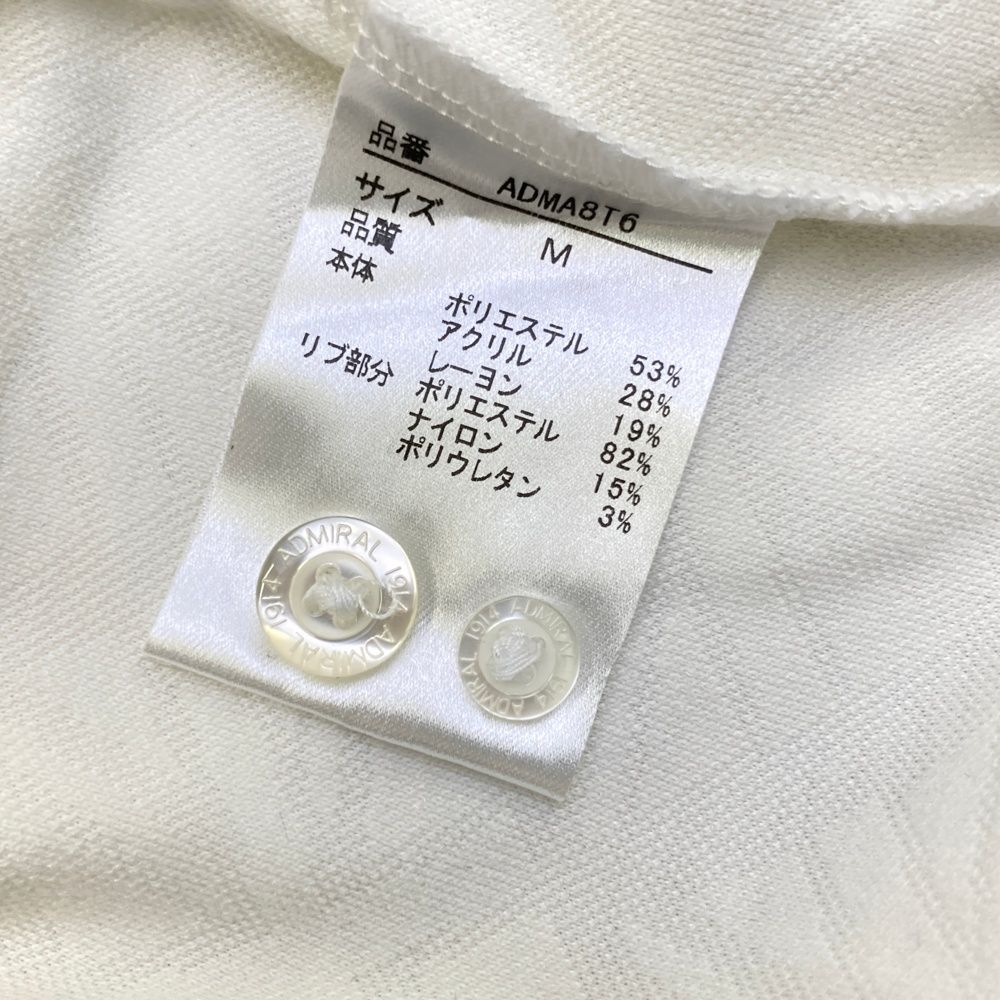 品番 ADMA8T6
サイズ M
品質
本体 ポリエステル 53%
アクリル 28%
レーヨン 19%
リブ部分 ポリエステル 82%
ナイロン 15%
ポリウレタン 3%
ADMIRAL 1914 ADMIRAL 1914
ADMIRAL 1914 ADMIRAL 1914